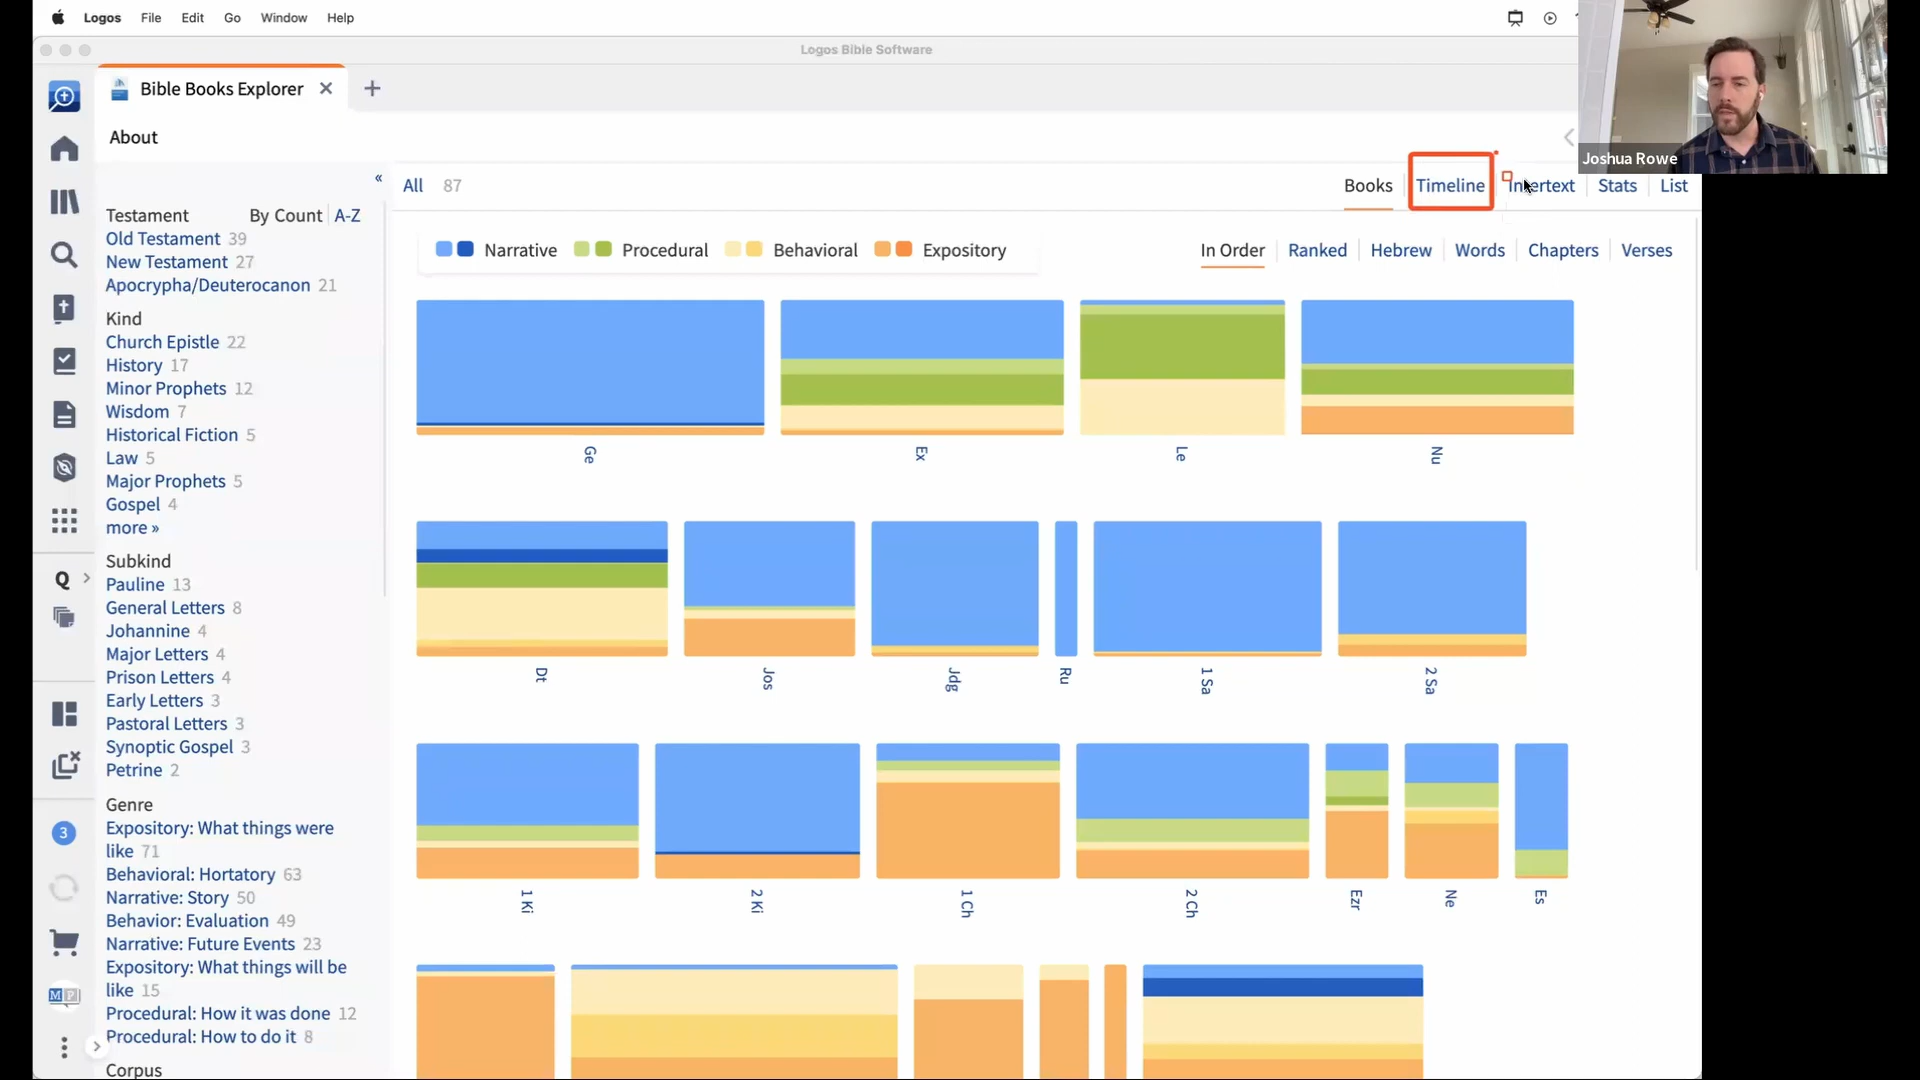 Logos File Edit Go Window Help
Logos Bible Software
Bible Books Explorer
About
Joshua Rowe
All 87
Books Timeline Intertext Stats List
Testament By Count A-Z
Old Testament 39
New Testament 27
Apocrypha/Deuterocanon 21
Kind
Church Epistle 22
History 17
Minor Prophets 12
Wisdom 7
Historical Fiction 5
Law 5
Major Prophets 5
Gospel 4
more »
Subkind
Pauline 13
General Letters 8
Johannine 4
Major Letters 4
Prison Letters 4
Early Letters 3
Pastoral Letters 3
Synoptic Gospel 3
Petrine 2
Genre
Expository: What things were
like 71
Behavioral: Hortatory 63
Narrative: Story 50
Behavior: Evaluation 49
Narrative: Future Events 23
Expository: What things will be
like 15
Procedural: How it was done 12
Procedural: How to do it 8
Corpus
Q
3
Narrative Procedural Behavioral Expository
In Order Ranked Hebrew Words Chapters Verses
Ge Ex Le Nu
Dt Jos Jdg Ru 1 Sa 2 Sa
1 Ki 2 Ki 1 Ch 2 Ch Ezr Ne Es